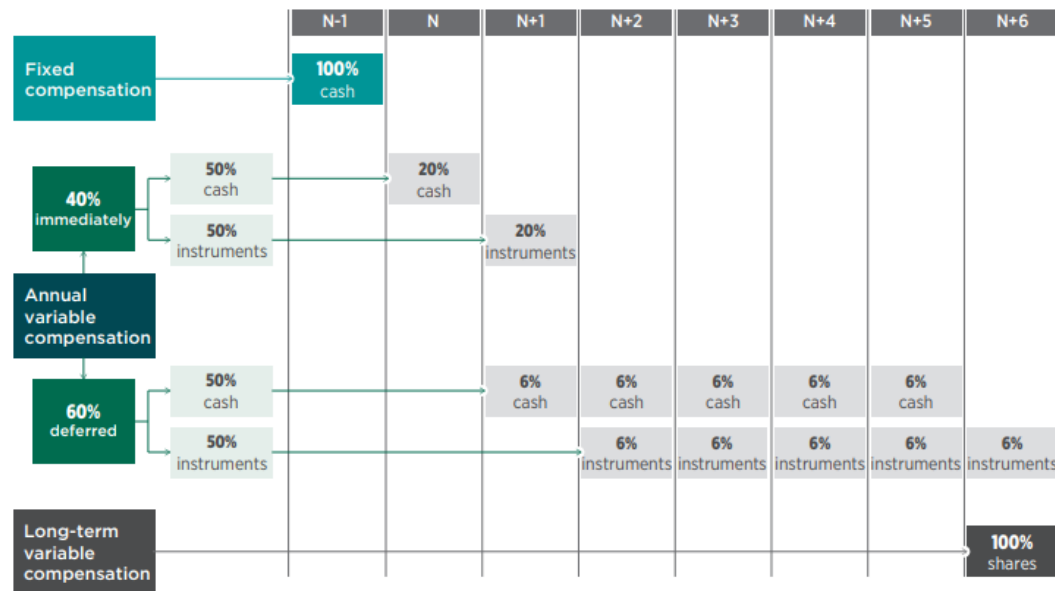 N-1 N N+1 N+2 N+3 N+4 N+5 N+6
Fixed
compensation
100%
cash
40%
immediately
50%
cash
20%
cash
50%
instruments
20%
instruments
Annual
variable
compensation
60%
deferred
50%
cash
6%
cash
6%
cash
6%
cash
6%
cash
6%
cash
50%
instruments
6%
instruments
6%
instruments
6%
instruments
6%
instruments
6%
instruments
Long-term
variable
compensation
100%
shares